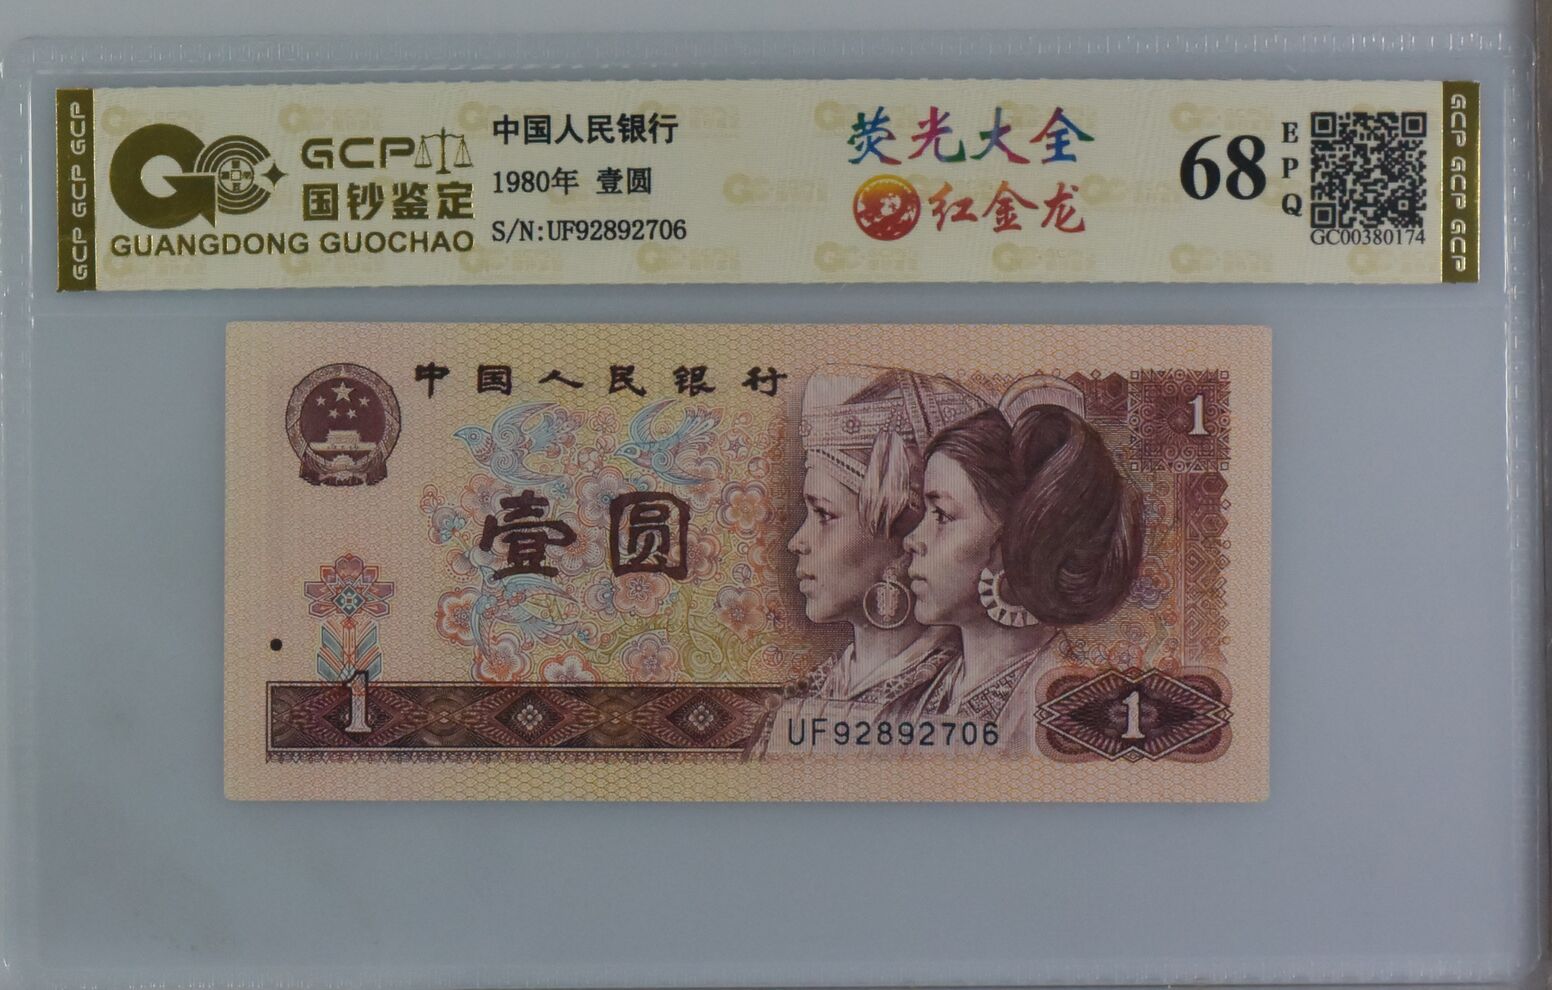 GCP GCP GCP
GCP
国钞鉴定
GUANGDONG GUOCHAO
中国人民银行
1980年 壹圆
S/N:UF92892706
荧光大全
红金龙
68
EPQ
GC00380174
GCP GCP GCP
中国人民银行
1
壹圆
1
UF92892706
1